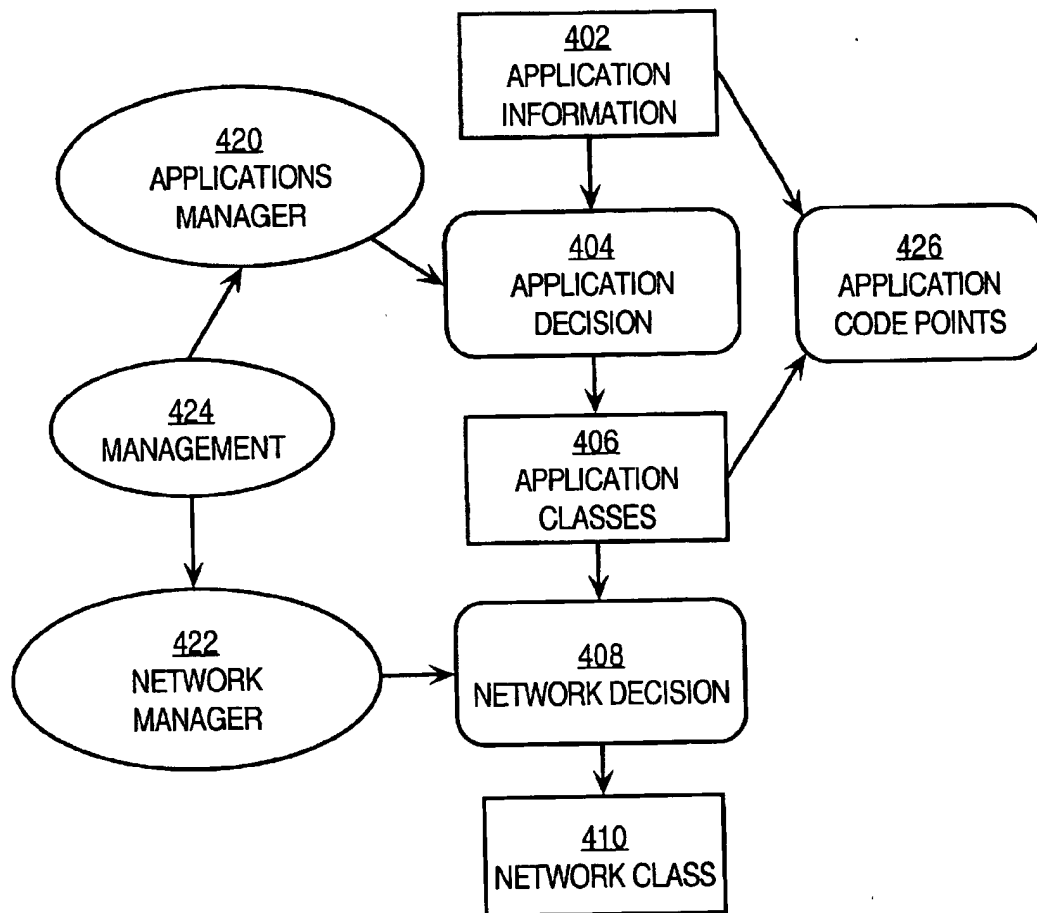 402
APPLICATION
INFORMATION
420
APPLICATIONS
MANAGER
404
APPLICATION
DECISION
426
APPLICATION
CODE POINTS
424
MANAGEMENT
406
APPLICATION
CLASSES
422
NETWORK
MANAGER
408
NETWORK DECISION
410
NETWORK CLASS